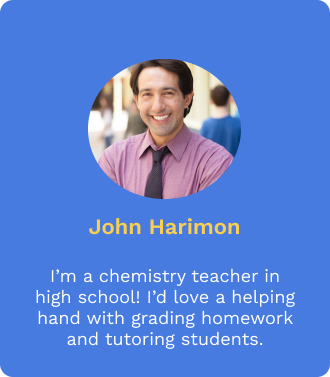 John Harimon
I’m a chemistry teacher in
high school! I’d love a helping
hand with grading homework
and tutoring students.